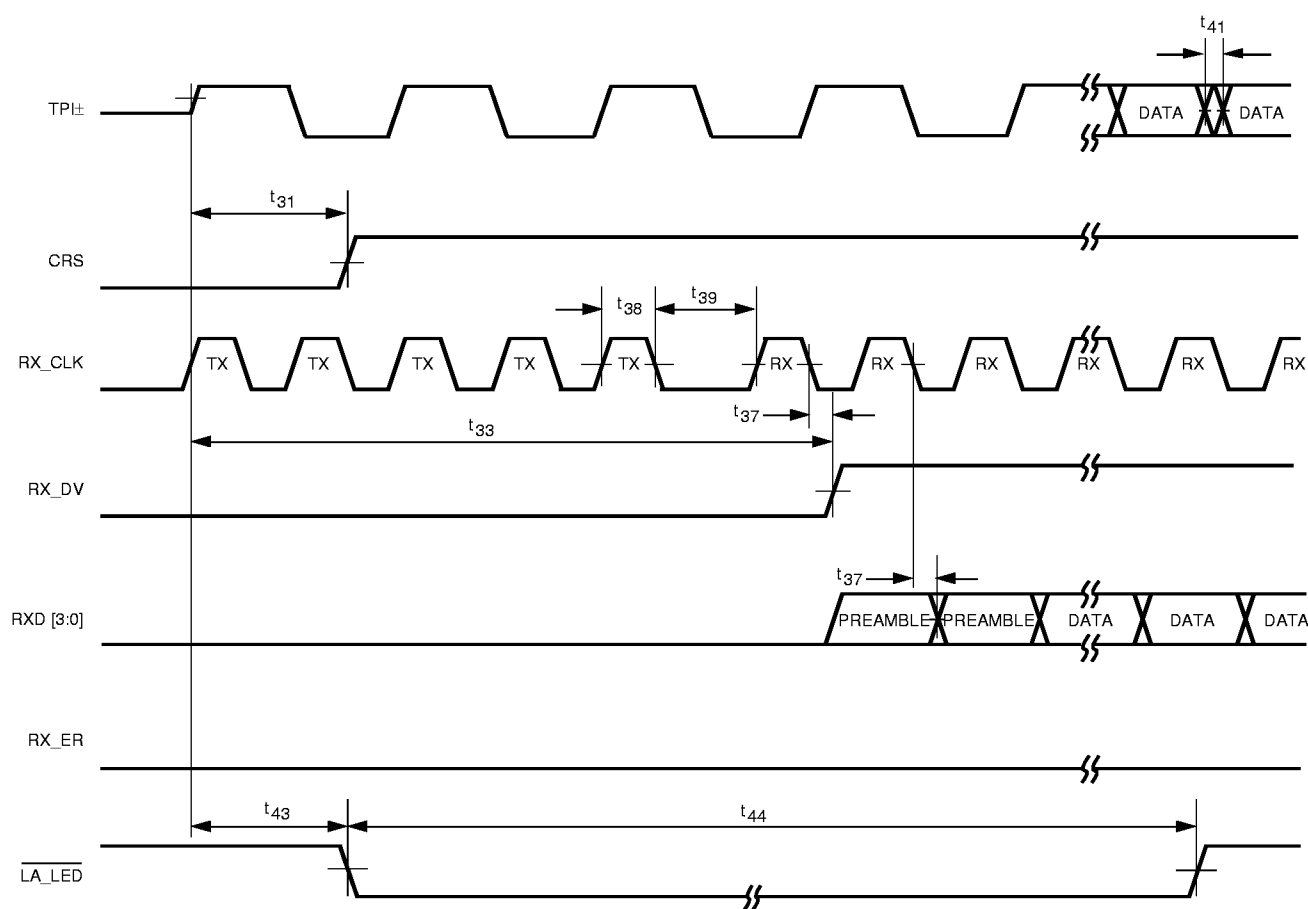 t41
TPI± DATA DATA
t31
CRS
t38 t39
RX_CLK TX TX TX TX TX RX RX RX RX RX RX
t37
t33
RX_DV
t37
RXD [3:0] PREAMBLE PREAMBLE DATA DATA DATA
RX_ER
t43 t44
LA_LED